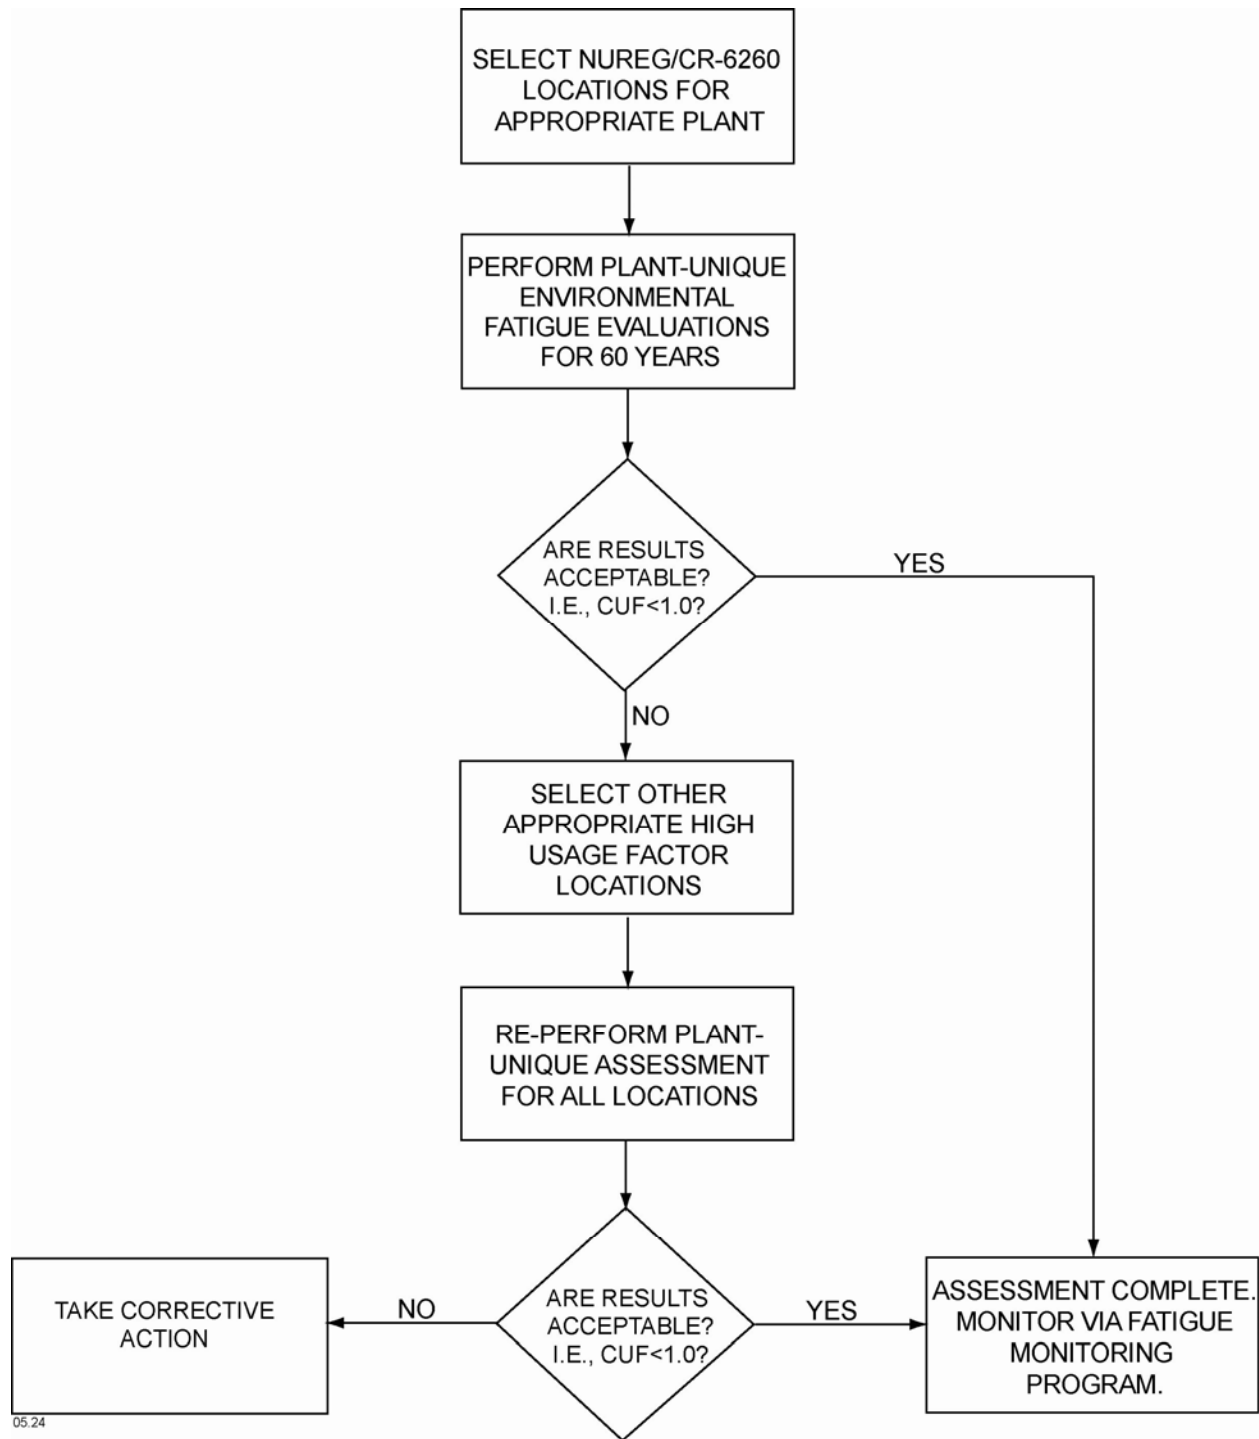 SELECT NUREG/CR-6260
LOCATIONS FOR
APPROPRIATE PLANT
PERFORM PLANT-UNIQUE
ENVIRONMENTAL
FATIGUE EVALUATIONS
FOR 60 YEARS
ARE RESULTS
ACCEPTABLE?
I.E., CUF<1.0?
YES
NO
SELECT OTHER
APPROPRIATE HIGH
USAGE FACTOR
LOCATIONS
RE-PERFORM PLANT-
UNIQUE ASSESSMENT
FOR ALL LOCATIONS
TAKE CORRECTIVE
ACTION
NO
ARE RESULTS
ACCEPTABLE?
I.E., CUF<1.0?
YES
ASSESSMENT COMPLETE.
MONITOR VIA FATIGUE
MONITORING
PROGRAM.
05.24